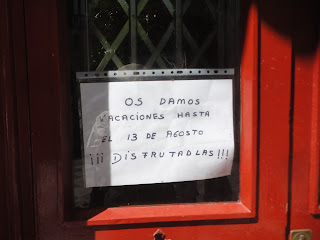 OS DAMOS
VACACIONES HASTA
EL 13 DE AGOSTO
¡¡¡ DISFRUTADLAS!!!